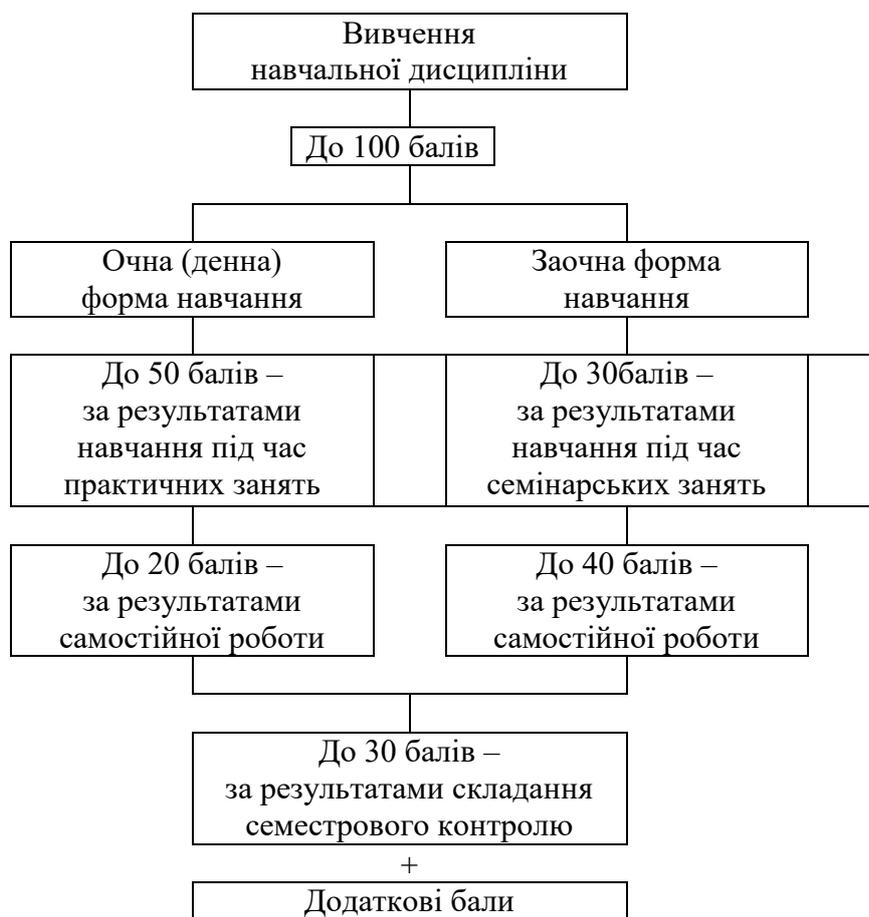 Вивчення
навчальної дисципліни
До 100 балів
Очна (денна)
форма навчання
Заочна форма
навчання
До 50 балів –
за результатами
навчання під час
практичних занять
До 30балів –
за результатами
навчання під час
семінарських занять
До 20 балів –
за результатами
самостійної роботи
До 40 балів –
за результатами
самостійної роботи
До 30 балів –
за результатами складання
семестрового контролю
+
Додаткові бали